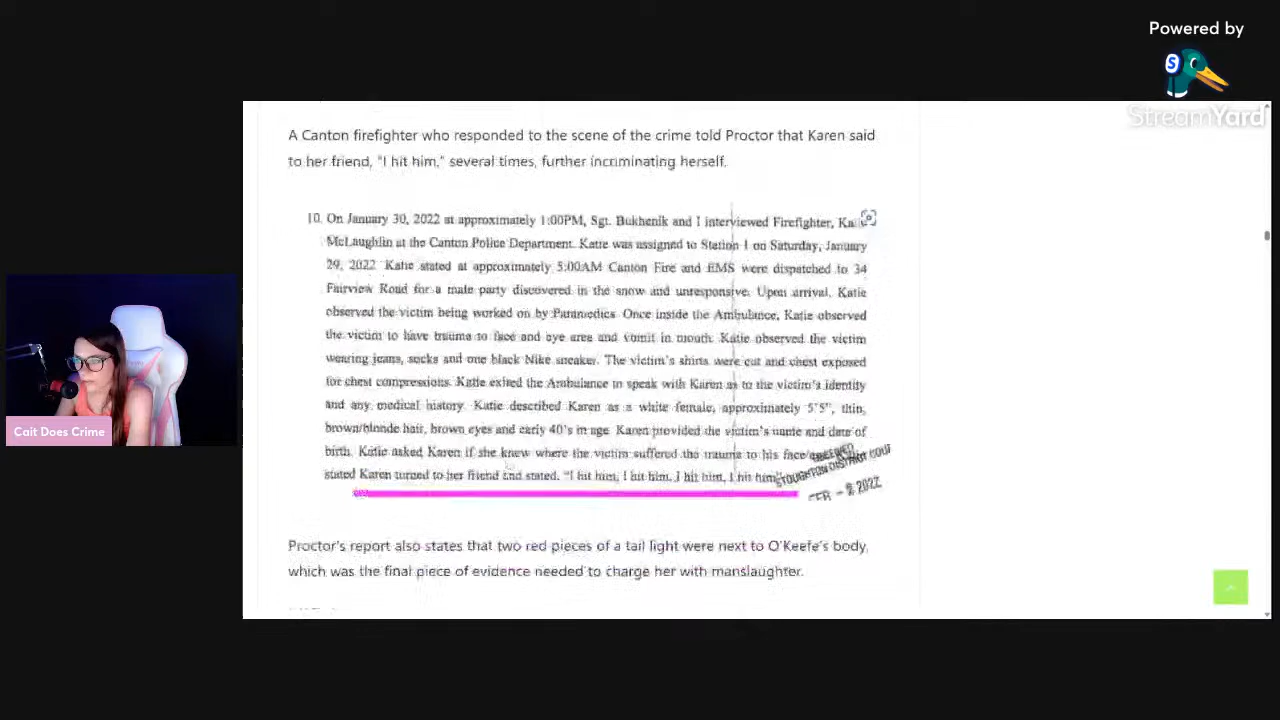 Powered by
S
StreamYard
A Canton firefighter who responded to the scene of the crime told Proctor that Karen said
to her friend, "I hit him," several times, further incriminating herself.
10. On January 30, 2022 at approximately 1:00PM, Sgt. Bukhenik and I interviewed Firefighter,
McLaughlin at the Canton Police Department. Katie was assigned to Station 1 on Saturday, January
29, 2022 Katie stated at approximately 5:00AM Canton Fire and EMS were dispatched to 34
Fairview Road for a male party discovered in the snow and unresponsive. Upon arrival, Katie
observed the victim being worked on by Paramedics. Once inside the Ambulance, Katie observed
the victim to have trauma to face and eye area and vomit in mouth. Katie observed the victim
wearing jeans, socks and one black Nike sneaker. The victim's shirts were cut and chest exposed
for chest compressions. Katie exited the Ambulance to speak with Karen as to the victim's identity
and any medical history. Katie described Karen as a white female, approximately 5'5", thin,
brown/blonde hair, brown eyes and early 40's in age. Karen provided the victim's name and date of
birth. Katie asked Karen if she knew where the victim suffered the trauma to his face
stated Karen turned to her friend and stated. "I hit him, I hit him. I hit him, I hit him"
RECEIVED
STOUGHTON DISTRICT COURT
FEB - 2 2022
Cait Does Crime
Proctor's report also states that two red pieces of a tail light were next to O'Keefe's body,
which was the final piece of evidence needed to charge her with manslaughter.